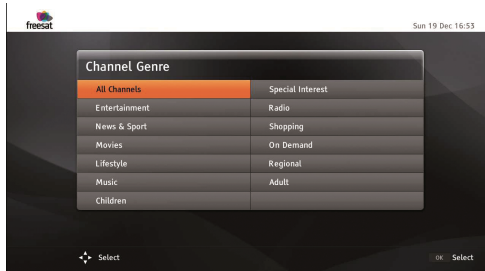 freesat
Sun 19 Dec 16:53
Channel Genre
All Channels
Special Interest
Entertainment
Radio
News & Sport
Shopping
Movies
On Demand
Lifestyle
Regional
Music
Adult
Children
Select
OK Select